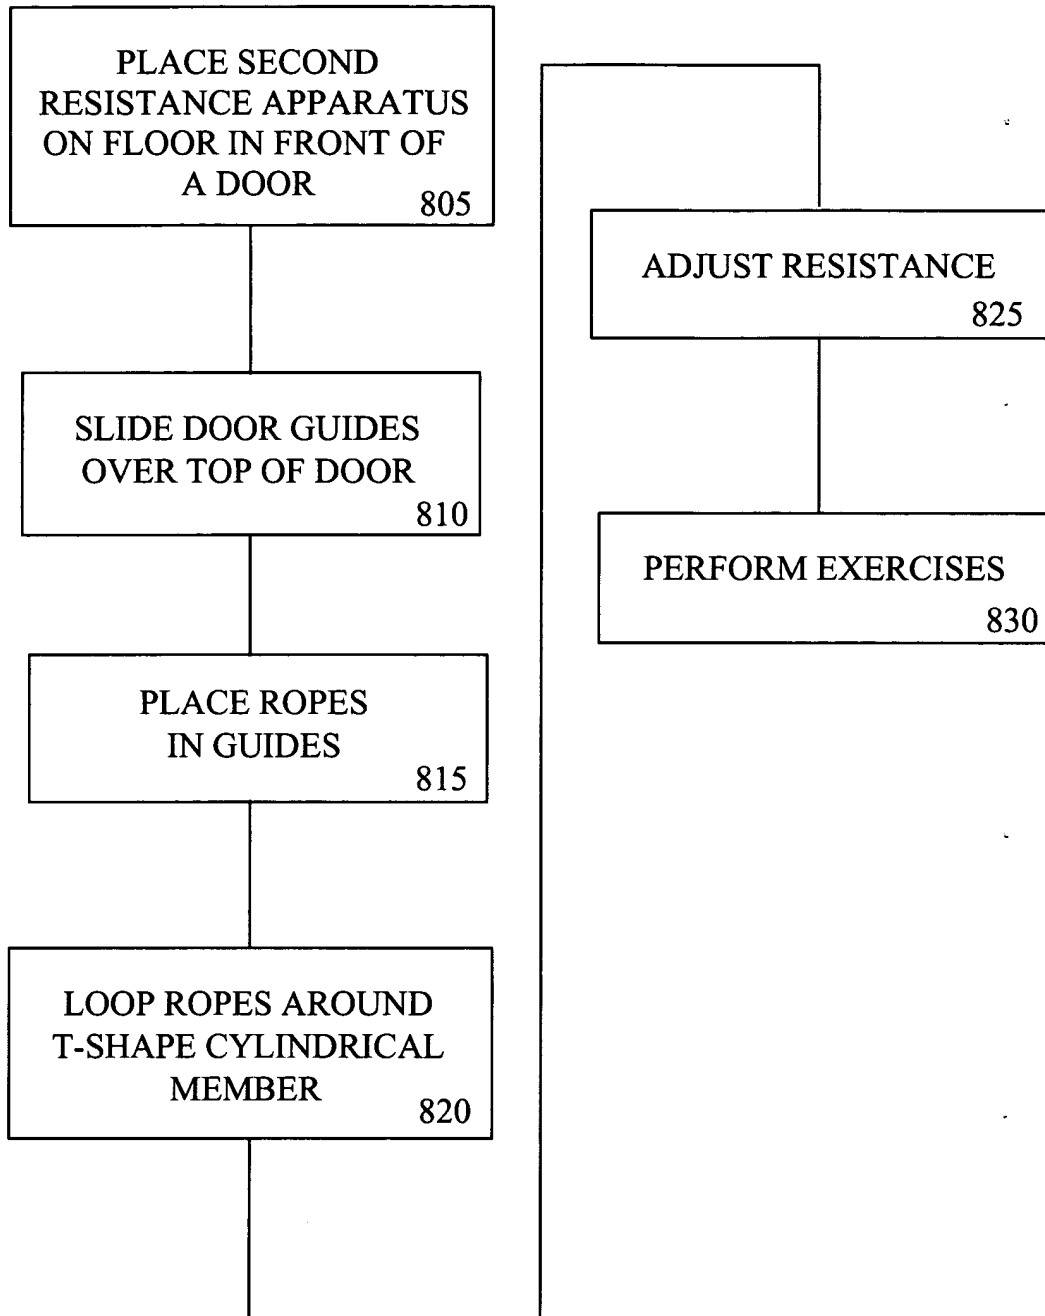 PLACE SECOND
RESISTANCE APPARATUS
ON FLOOR IN FRONT OF
A DOOR
805
SLIDE DOOR GUIDES
OVER TOP OF DOOR
810
PLACE ROPES
IN GUIDES
815
LOOP ROPES AROUND
T-SHAPE CYLINDRICAL
MEMBER
820
ADJUST RESISTANCE
825
PERFORM EXERCISES
830